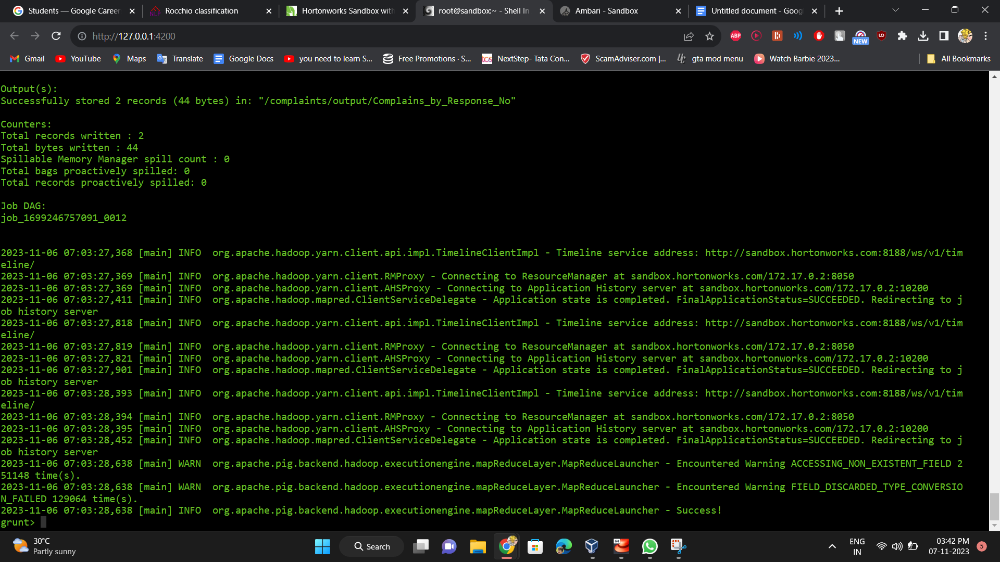 Students — Google Career
Rocchio classification
Hortonworks Sandbox with
root@sandbox:~ - Shell In
Ambari - Sandbox
Untitled document - Goog
http://127.0.0.1:4200
ABP
NEW
Gmail
YouTube
Maps
Translate
Google Docs
you need to learn S...
Free Promotions · S...
tcs
NextStep- Tata Con...
ScamAdviser.com |...
gta mod menu
Watch Barbie 2023...
All Bookmarks
Output(s):
Successfully stored 2 records (44 bytes) in: "/complaints/output/Complains_by_Response_No"
Counters:
Total records written : 2
Total bytes written : 44
Spillable Memory Manager spill count : 0
Total bags proactively spilled: 0
Total records proactively spilled: 0
Job DAG:
job_1699246757091_0012
2023-11-06 07:03:27,368 [main] INFO  org.apache.hadoop.yarn.client.api.impl.TimelineClientImpl - Timeline service address: http://sandbox.hortonworks.com:8188/ws/v1/tim
eline/
2023-11-06 07:03:27,369 [main] INFO  org.apache.hadoop.yarn.client.RMProxy - Connecting to ResourceManager at sandbox.hortonworks.com/172.17.0.2:8050
2023-11-06 07:03:27,369 [main] INFO  org.apache.hadoop.yarn.client.AHSProxy - Connecting to Application History server at sandbox.hortonworks.com/172.17.0.2:10200
2023-11-06 07:03:27,411 [main] INFO  org.apache.hadoop.mapred.ClientServiceDelegate - Application state is completed. FinalApplicationStatus=SUCCEEDED. Redirecting to j
ob history server
2023-11-06 07:03:27,818 [main] INFO  org.apache.hadoop.yarn.client.api.impl.TimelineClientImpl - Timeline service address: http://sandbox.hortonworks.com:8188/ws/v1/tim
eline/
2023-11-06 07:03:27,819 [main] INFO  org.apache.hadoop.yarn.client.RMProxy - Connecting to ResourceManager at sandbox.hortonworks.com/172.17.0.2:8050
2023-11-06 07:03:27,821 [main] INFO  org.apache.hadoop.yarn.client.AHSProxy - Connecting to Application History server at sandbox.hortonworks.com/172.17.0.2:10200
2023-11-06 07:03:27,901 [main] INFO  org.apache.hadoop.mapred.ClientServiceDelegate - Application state is completed. FinalApplicationStatus=SUCCEEDED. Redirecting to j
ob history server
2023-11-06 07:03:28,393 [main] INFO  org.apache.hadoop.yarn.client.api.impl.TimelineClientImpl - Timeline service address: http://sandbox.hortonworks.com:8188/ws/v1/tim
eline/
2023-11-06 07:03:28,394 [main] INFO  org.apache.hadoop.yarn.client.RMProxy - Connecting to ResourceManager at sandbox.hortonworks.com/172.17.0.2:8050
2023-11-06 07:03:28,395 [main] INFO  org.apache.hadoop.yarn.client.AHSProxy - Connecting to Application History server at sandbox.hortonworks.com/172.17.0.2:10200
2023-11-06 07:03:28,452 [main] INFO  org.apache.hadoop.mapred.ClientServiceDelegate - Application state is completed. FinalApplicationStatus=SUCCEEDED. Redirecting to j
ob history server
2023-11-06 07:03:28,638 [main] WARN  org.apache.pig.backend.hadoop.executionengine.mapReduceLayer.MapReduceLauncher - Encountered Warning ACCESSING_NON_EXISTENT_FIELD 2
51148 time(s).
2023-11-06 07:03:28,638 [main] WARN  org.apache.pig.backend.hadoop.executionengine.mapReduceLayer.MapReduceLauncher - Encountered Warning FIELD_DISCARDED_TYPE_CONVERSIO
N_FAILED 129064 time(s).
2023-11-06 07:03:28,638 [main] INFO  org.apache.pig.backend.hadoop.executionengine.mapReduceLayer.MapReduceLauncher - Success!
grunt>
30°C
Partly sunny
Search
64
ENG
IN
03:42 PM
07-11-2023
5